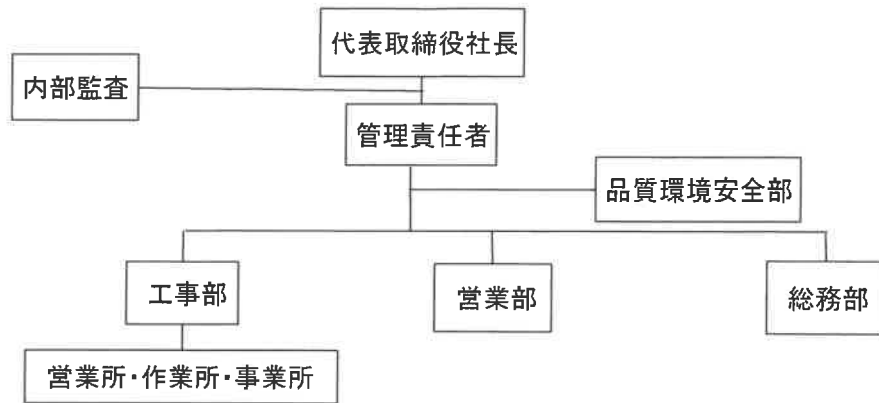 代表取締役社長
内部監査
管理責任者
品質環境安全部
工事部
営業部
総務部
営業所・作業所・事業所